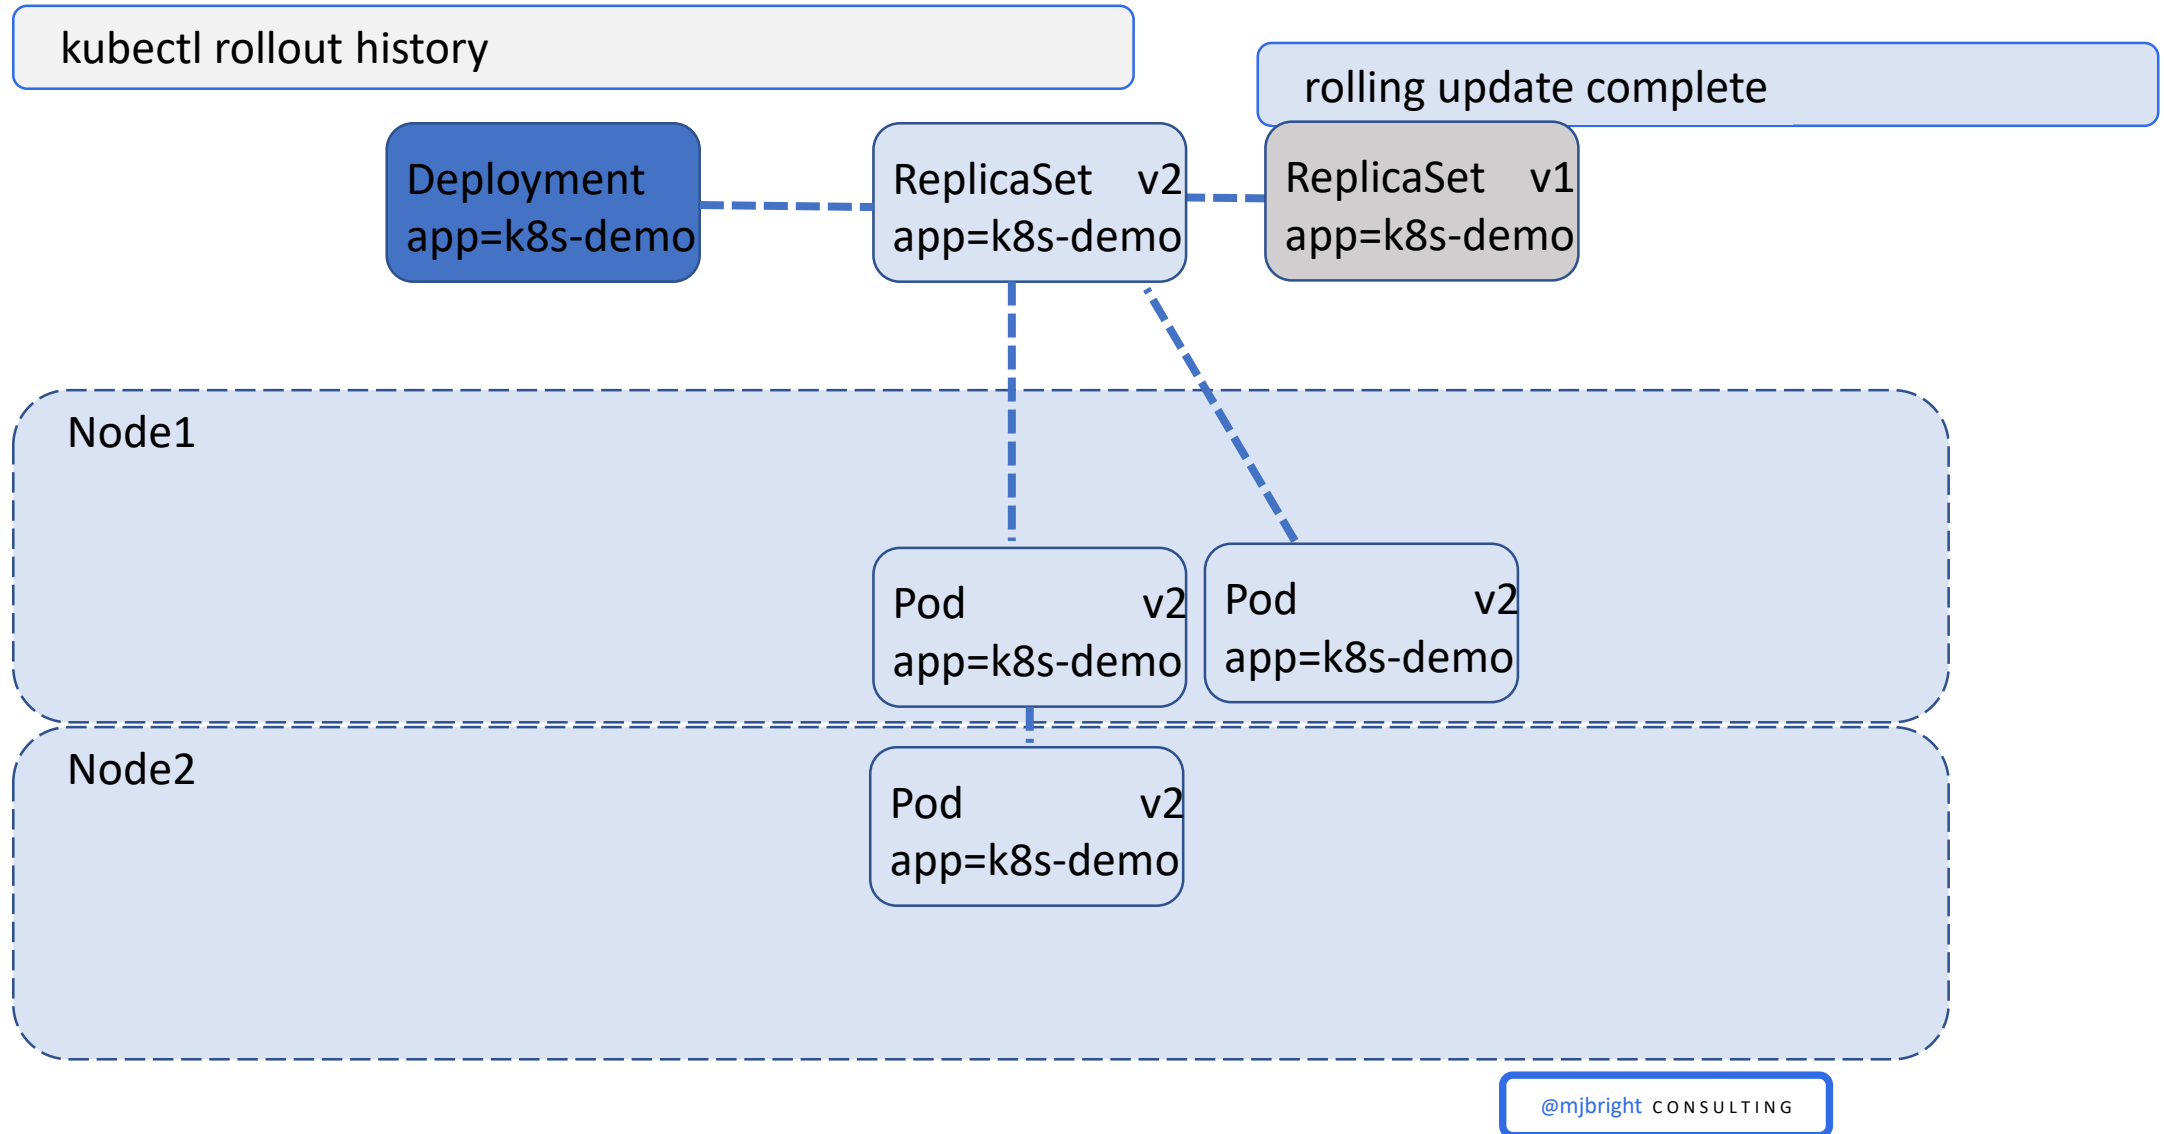 kubectl rollout history
rolling update complete
Deployment
app=k8s-demo
ReplicaSet v2
app=k8s-demo
ReplicaSet v1
app=k8s-demo
Node1
Pod v2
app=k8s-demo
Pod v2
app=k8s-demo
Node2
Pod v2
app=k8s-demo
@mjbright CONSULTING